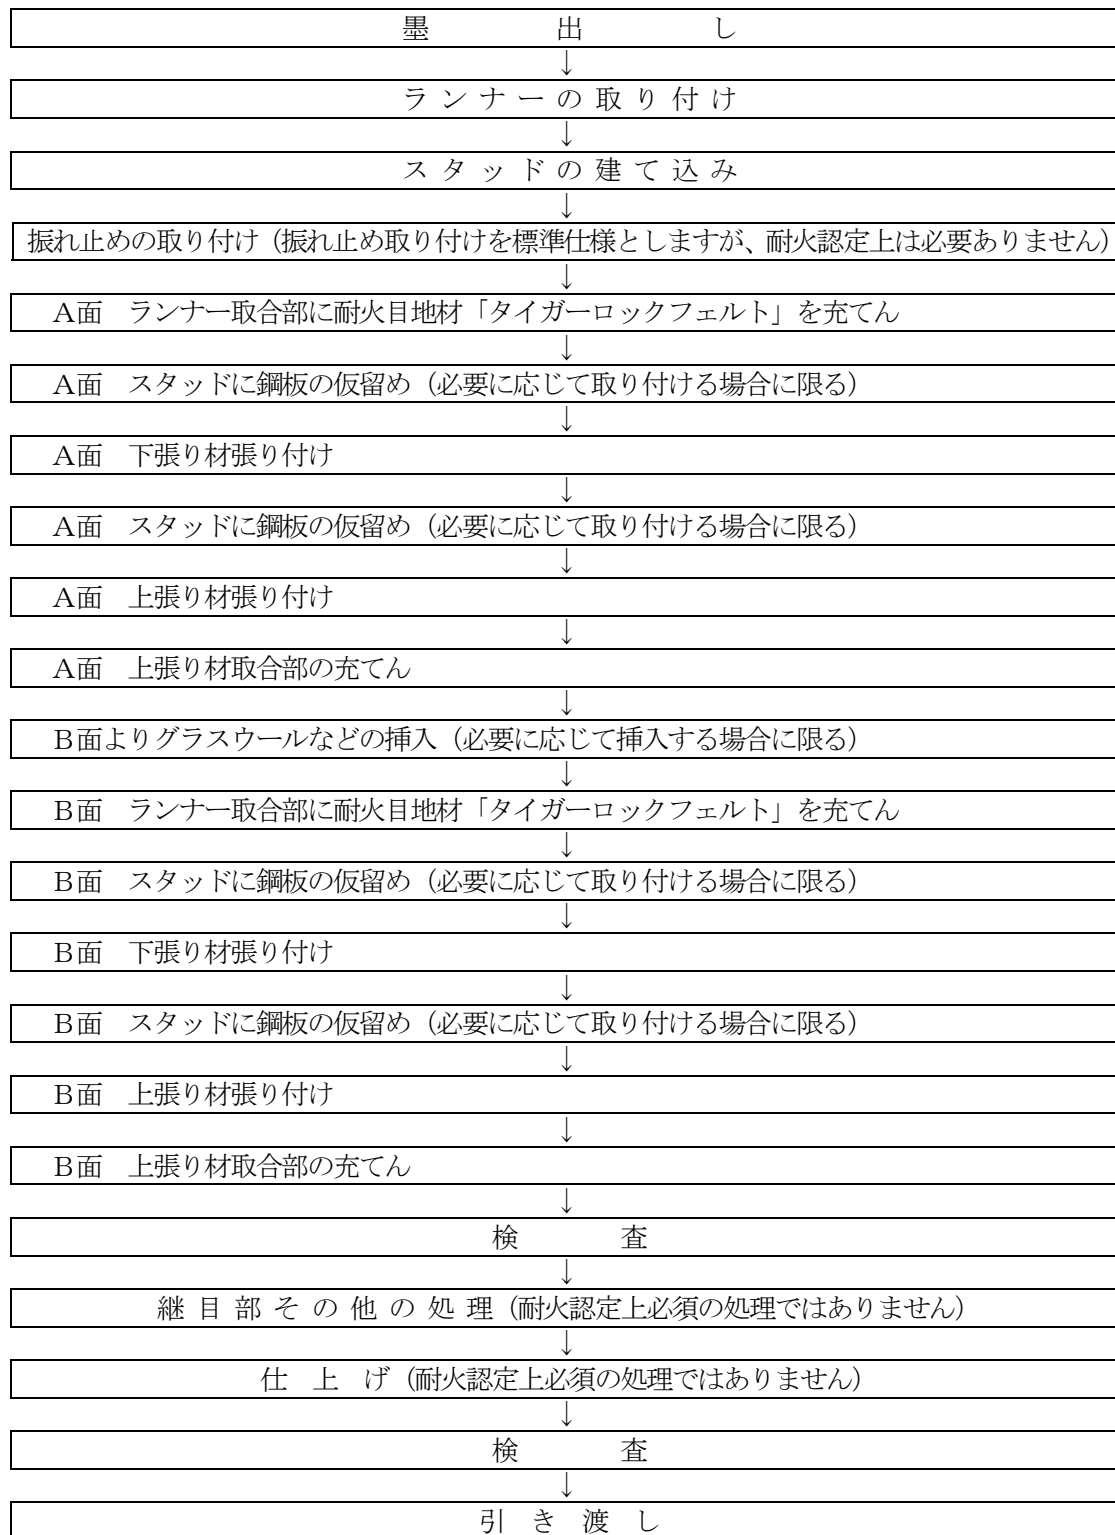 墨出し
↓
ランナーの取り付け
↓
スタッドの建て込み
↓
振れ止めの取り付け（振れ止め取り付けを標準仕様としますが、耐火認定上は必要ありません）
↓
A面　ランナー取合部に耐火目地材「タイガーロックフェルト」を充てん
↓
A面　スタッドに鋼板の仮留め（必要に応じて取り付ける場合に限る）
↓
A面　下張り材張り付け
↓
A面　スタッドに鋼板の仮留め（必要に応じて取り付ける場合に限る）
↓
A面　上張り材張り付け
↓
A面　上張り材取合部の充てん
↓
B面よりグラスウールなどの挿入（必要に応じて挿入する場合に限る）
↓
B面　ランナー取合部に耐火目地材「タイガーロックフェルト」を充てん
↓
B面　スタッドに鋼板の仮留め（必要に応じて取り付ける場合に限る）
↓
B面　下張り材張り付け
↓
B面　スタッドに鋼板の仮留め（必要に応じて取り付ける場合に限る）
↓
B面　上張り材張り付け
↓
B面　上張り材取合部の充てん
↓
検査
↓
継目部その他の処理（耐火認定上必須の処理ではありません）
↓
仕上げ（耐火認定上必須の処理ではありません）
↓
検査
↓
引き渡し